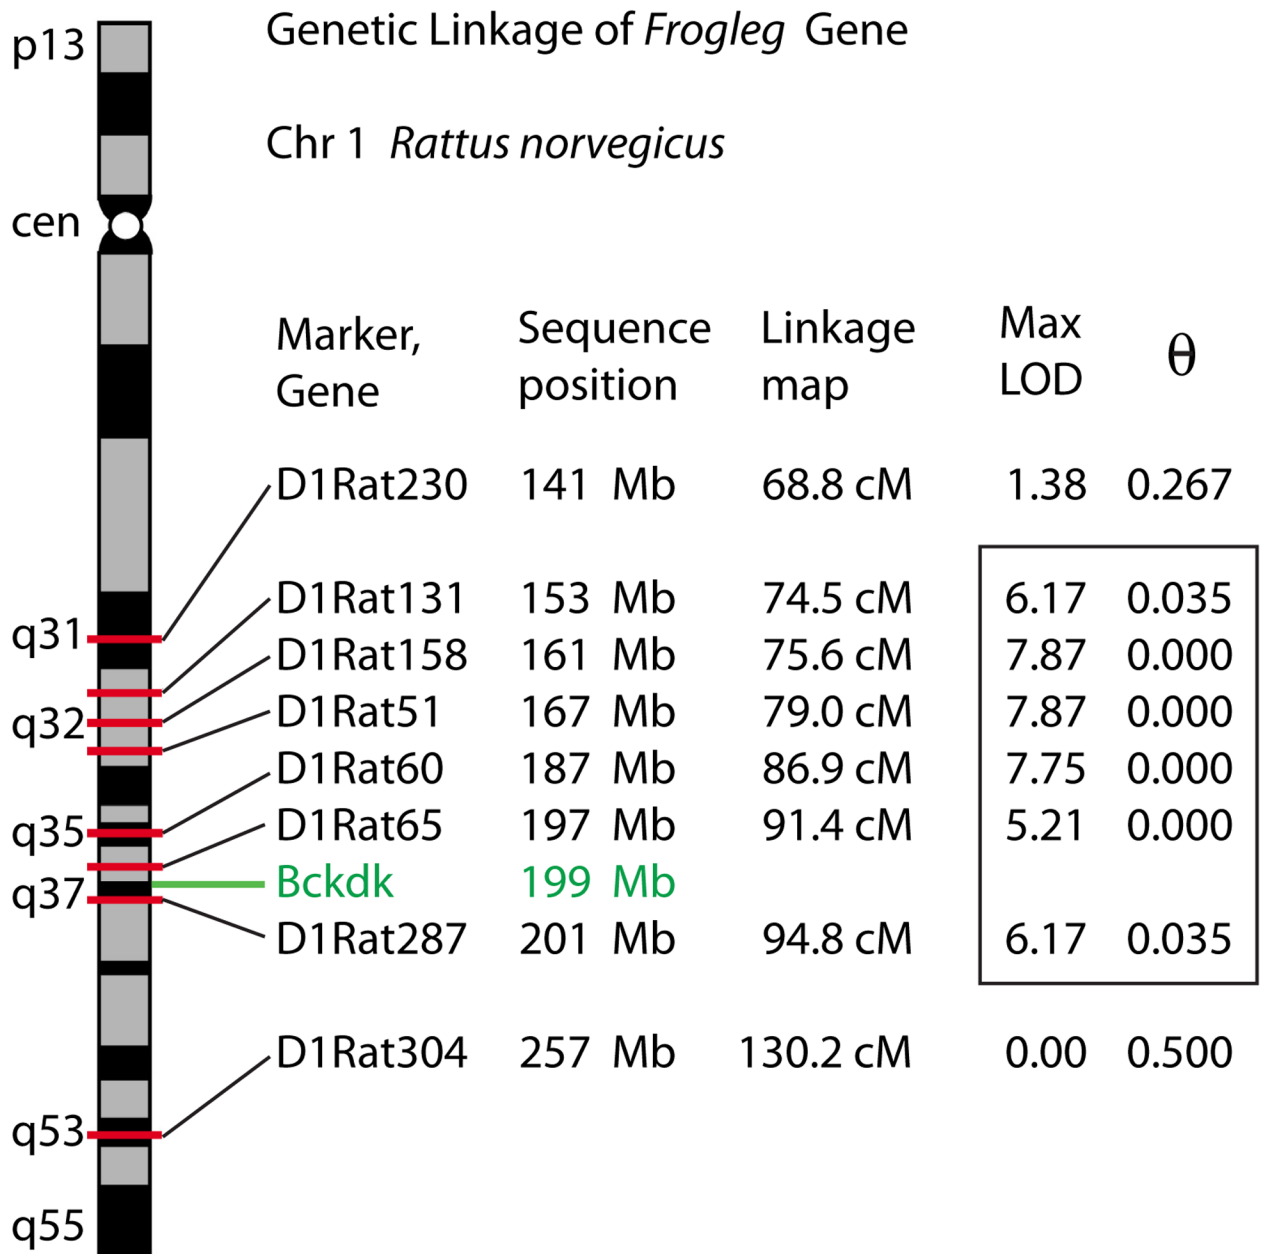 Genetic Linkage of Frogleg Gene
Chr 1 Rattus norvegicus
p13
cen
q31
q32
q35
q37
q53
q55
Marker, Gene Sequence position Linkage map Max LOD θ
D1Rat230 141 Mb 68.8 cM 1.38 0.267
D1Rat131 153 Mb 74.5 cM 6.17 0.035
D1Rat158 161 Mb 75.6 cM 7.87 0.000
D1Rat51 167 Mb 79.0 cM 7.87 0.000
D1Rat60 187 Mb 86.9 cM 7.75 0.000
D1Rat65 197 Mb 91.4 cM 5.21 0.000
Bckdk 199 Mb
D1Rat287 201 Mb 94.8 cM 6.17 0.035
D1Rat304 257 Mb 130.2 cM 0.00 0.500